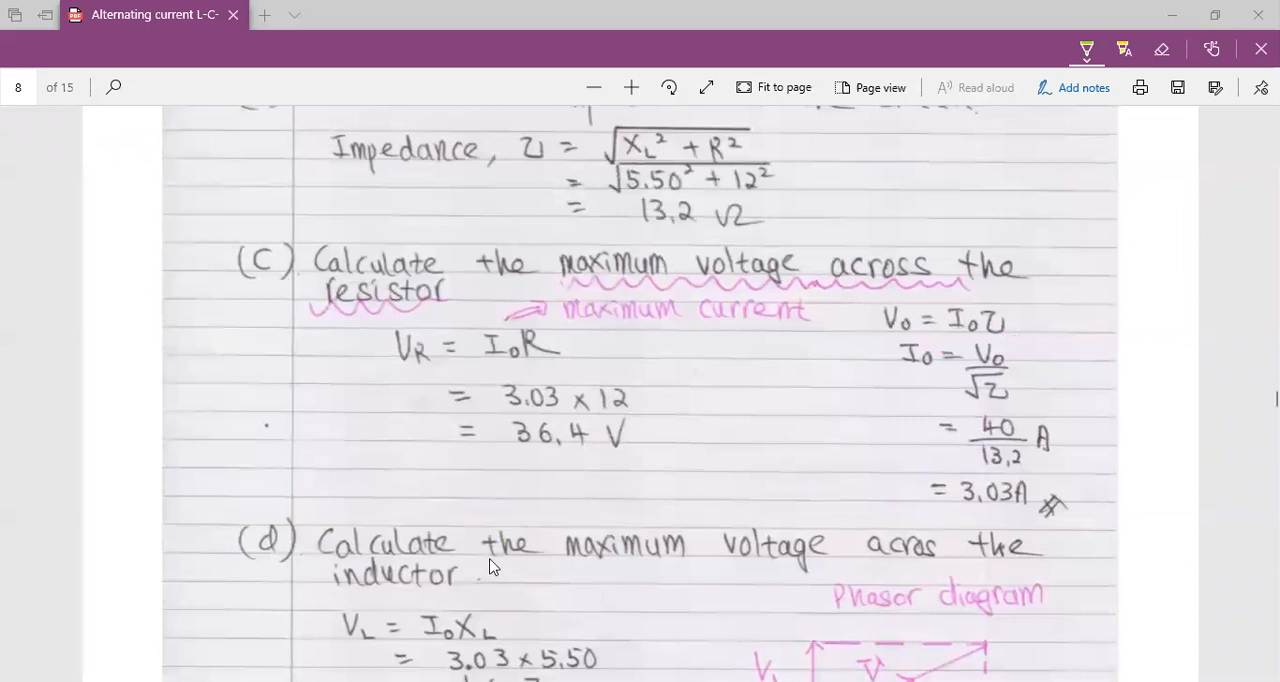 Alternating current L-C-
8 of 15
Fit to page
Page view
Read aloud
Add notes
Impedance, Z = √XL² + R²
= √5.50² + 12²
= 13.2 Ω
(C) Calculate the maximum voltage across the
resistor
maximum current
VR = I₀R
= 3.03 × 12
= 36.4 V
V₀ = I₀Z
I₀ = V₀/√Z
= 40/13.2 A
= 3.03A
(d) Calculate the maximum voltage acros the
inductor.
Phasor diagram
VL = I₀XL
= 3.03 × 5.50
VL
V